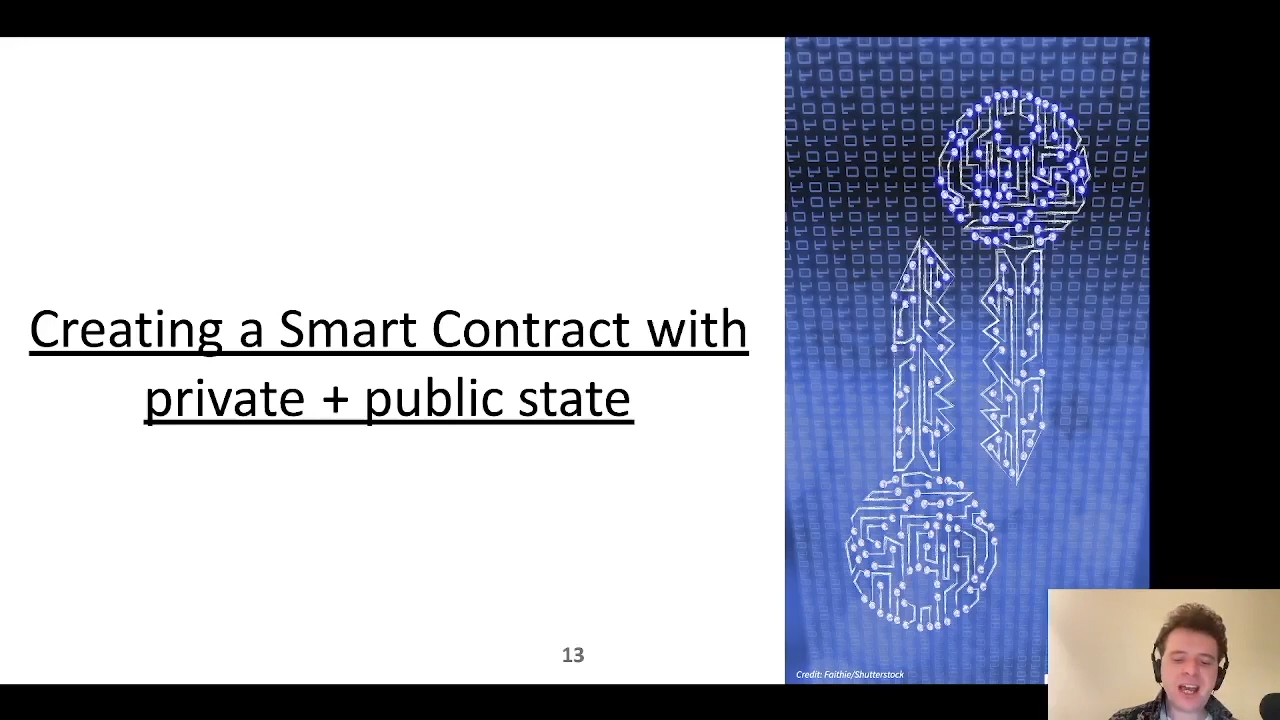 Creating a Smart Contract with
private + public state
13
Credit: Faithie/Shutterstock